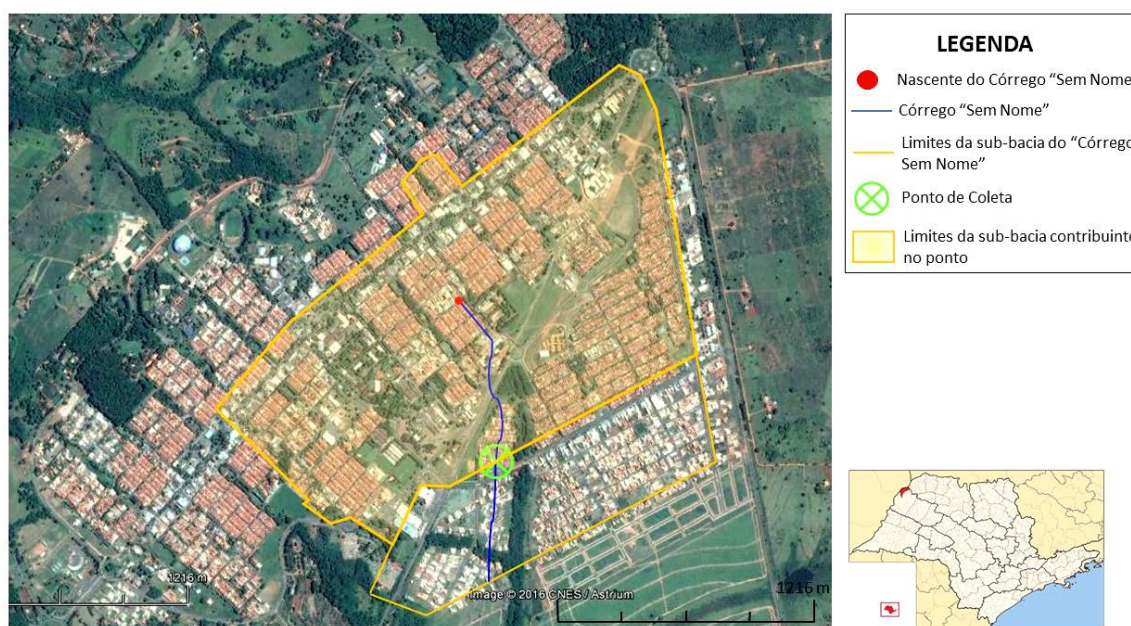 LEGENDA
Nascente do Córrego “Sem Nome
Córrego “Sem Nome”
Limites da sub-bacia do “Córrego
Sem Nome”
Ponto de Coleta
Limites da sub-bacia contribuinte
no ponto
1216 m
Image © 2016 CNES / Astrium
1216 m